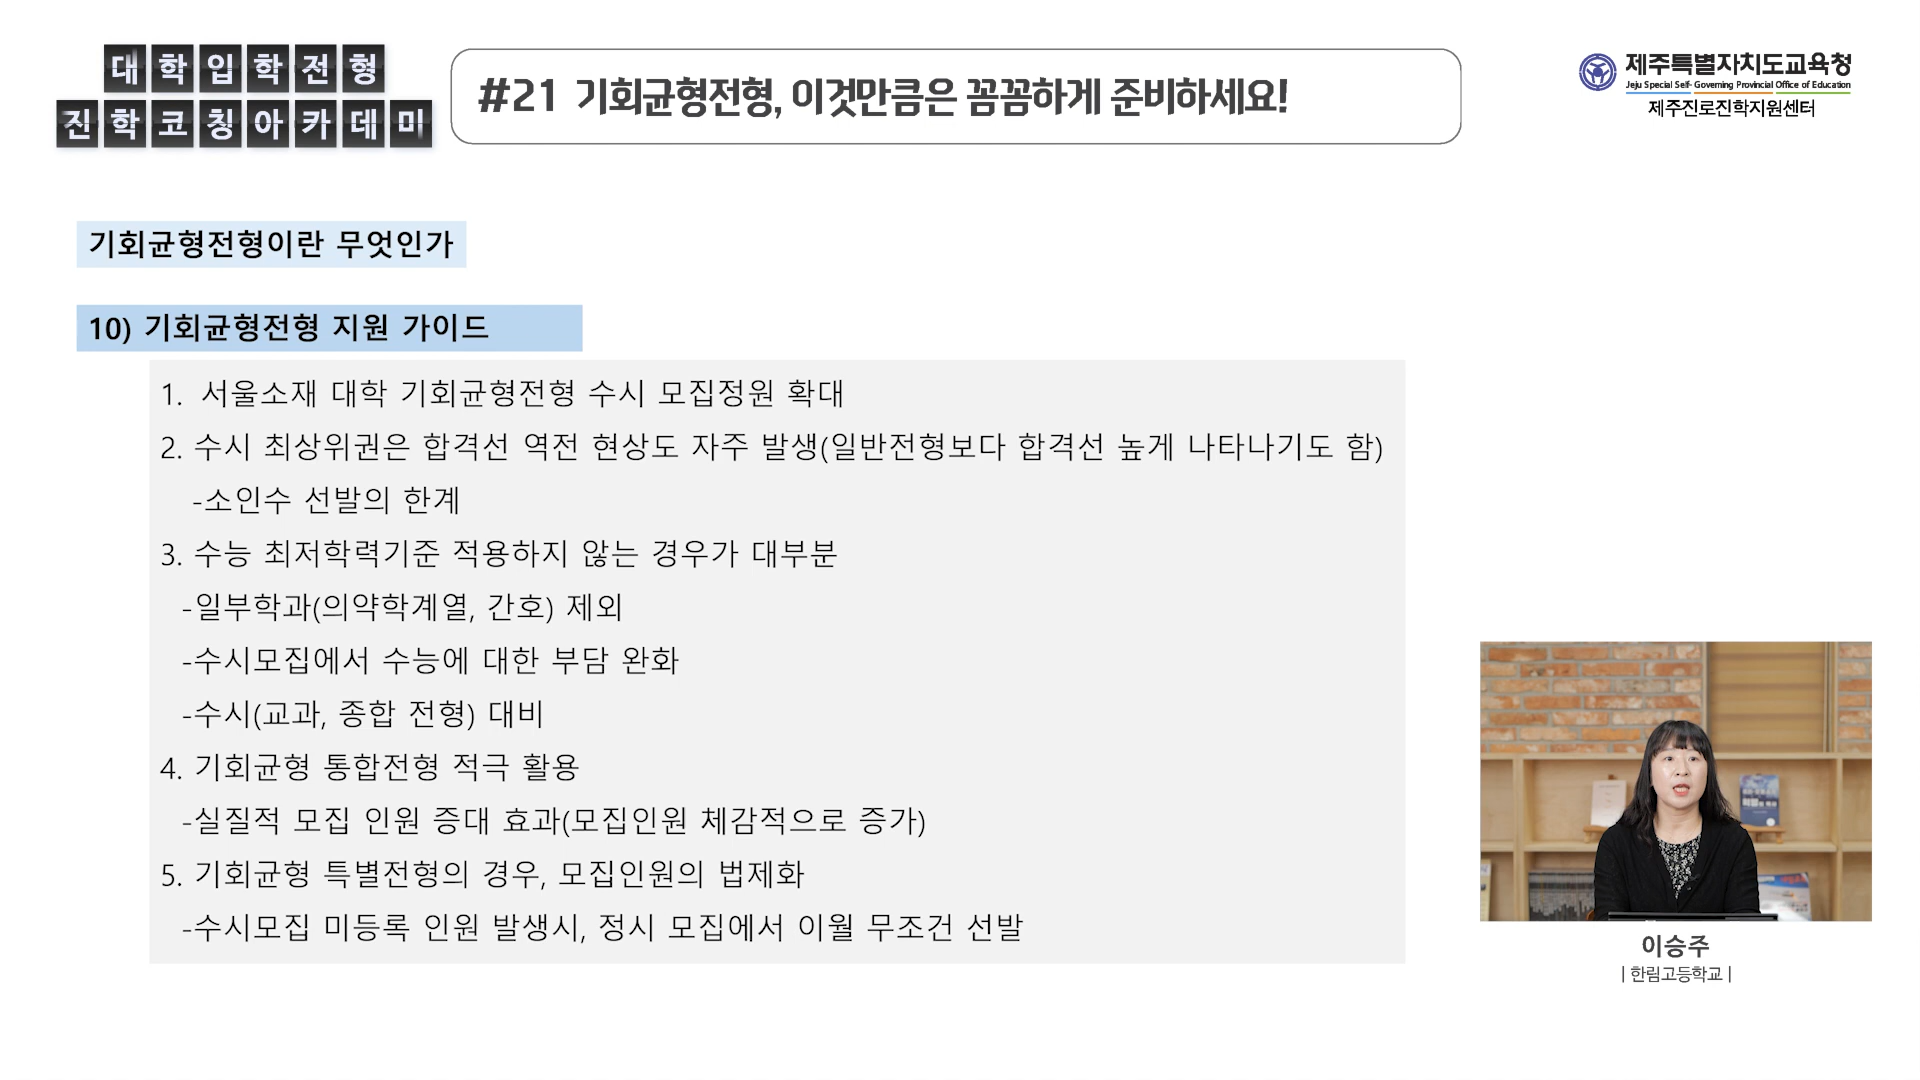 대학입학전형
진학코칭아카데미
#21 기회균형전형, 이것만큼은 꼼꼼하게 준비하세요!
제주특별자치도교육청
Jeju Special Self- Governing Provincial Office of Education
제주진로진학지원센터
기회균형전형이란 무엇인가
10) 기회균형전형 지원 가이드
1. 서울소재 대학 기회균형전형 수시 모집정원 확대
2. 수시 최상위권은 합격선 역전 현상도 자주 발생(일반전형보다 합격선 높게 나타나기도 함)
-소인수 선발의 한계
3. 수능 최저학력기준 적용하지 않는 경우가 대부분
-일부학과(의약학계열, 간호) 제외
-수시모집에서 수능에 대한 부담 완화
-수시(교과, 종합 전형) 대비
4. 기회균형 통합전형 적극 활용
-실질적 모집 인원 증대 효과(모집인원 체감적으로 증가)
5. 기회균형 특별전형의 경우, 모집인원의 법제화
-수시모집 미등록 인원 발생시, 정시 모집에서 이월 무조건 선발
이승주
| 한림고등학교 |